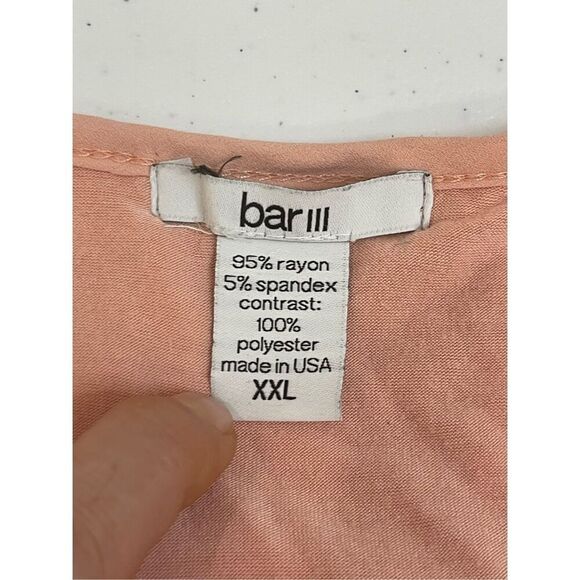 bar III
95% rayon
5% spandex
contrast:
100%
polyester
made in USA
XXL